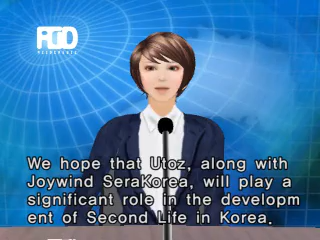 We hope that Utoz, along with
Joywind SeraKorea, will play a
significant role in the developm
ent of Second Life in Korea.